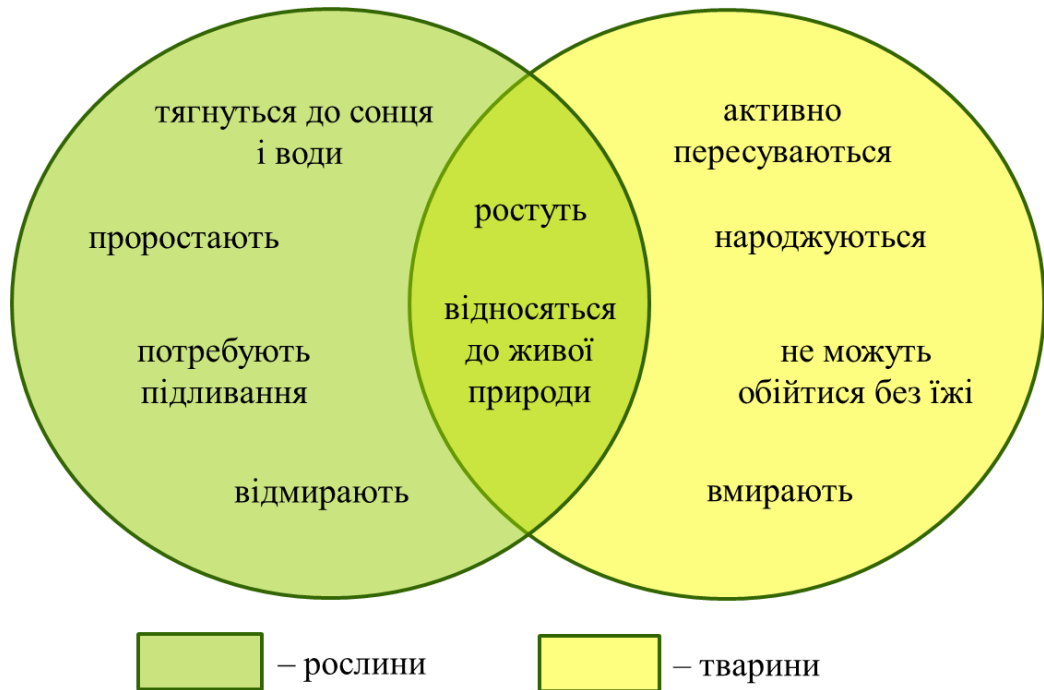 тягнуться до сонця
і води
проростають
потребують
підливання
відмирають
ростуть
відносяться
до живої
природи
активно
пересуваються
народжуються
не можуть
обійтися без їжі
вмирають
– рослини
– тварини